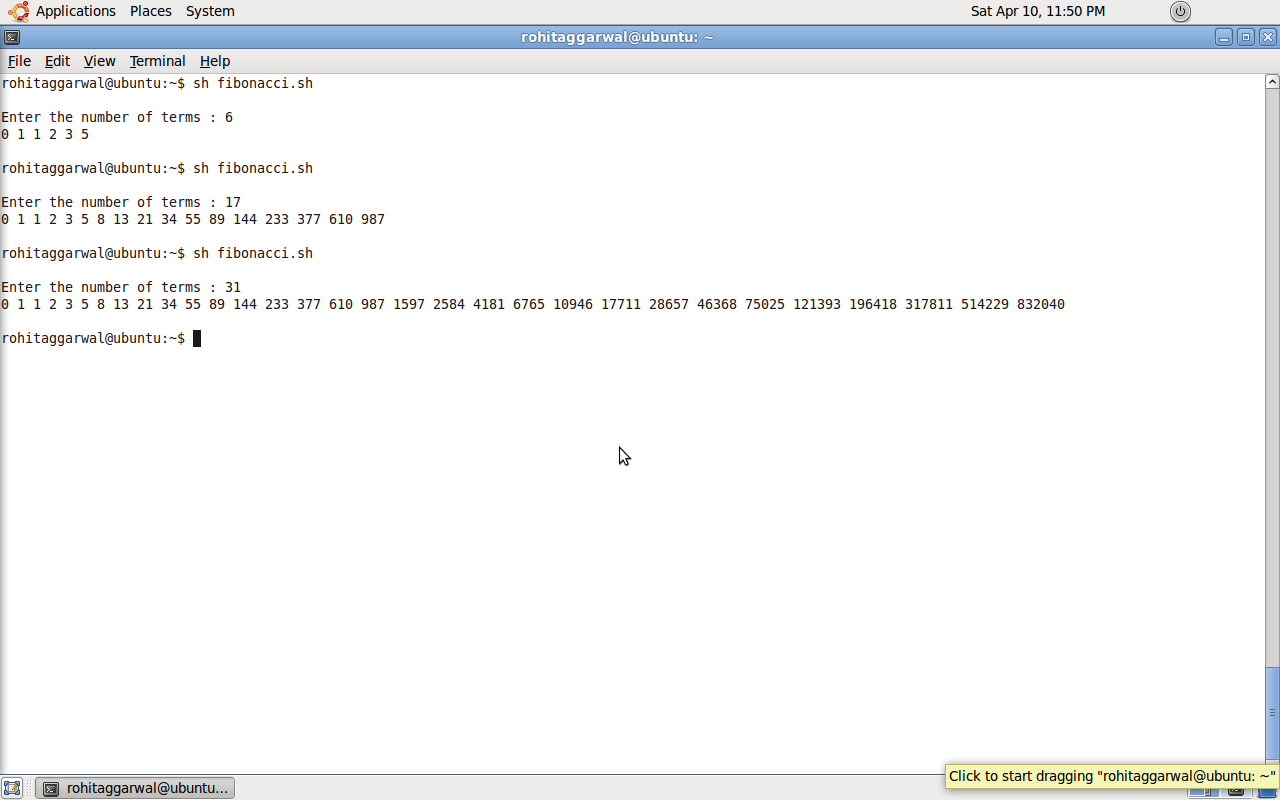 Applications Places System Sat Apr 10, 11:50 PM
rohitaggarwal@ubuntu: ~
File Edit View Terminal Help
rohitaggarwal@ubuntu:~$ sh fibonacci.sh
Enter the number of terms : 6
0 1 1 2 3 5
rohitaggarwal@ubuntu:~$ sh fibonacci.sh
Enter the number of terms : 17
0 1 1 2 3 5 8 13 21 34 55 89 144 233 377 610 987
rohitaggarwal@ubuntu:~$ sh fibonacci.sh
Enter the number of terms : 31
0 1 1 2 3 5 8 13 21 34 55 89 144 233 377 610 987 1597 2584 4181 6765 10946 17711 28657 46368 75025 121393 196418 317811 514229 832040
rohitaggarwal@ubuntu:~$
Click to start dragging "rohitaggarwal@ubuntu: ~"
rohitaggarwal@ubuntu...